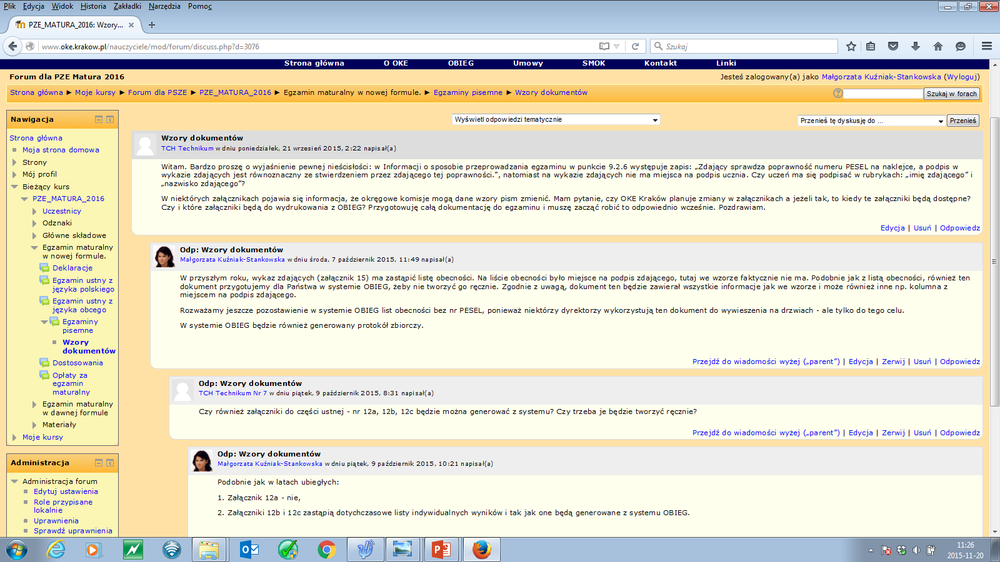 Plik Edycja Widok Historia Zakładki Narzędzia Pomoc
PZE_MATURA_2016: Wzory...
www.oke.krakow.pl/nauczyciele/mod/forum/discuss.php?d=3076
Szukaj
Strona główna O OKE OBIEG Umowy SMOK Kontakt Linki
Forum dla PZE Matura 2016
Jesteś zalogowany(a) jako Małgorzata Kuźniak-Stankowska (Wyloguj)
Strona główna ► Moje kursy ► Forum dla PSZE ► PZE_MATURA_2016 ► Egzamin maturalny w nowej formule. ► Egzaminy pisemne ► Wzory dokumentów
Szukaj w forach
Nawigacja
Strona główna
Moja strona domowa
Strony
Mój profil
Bieżący kurs
PZE_MATURA_2016
Uczestnicy
Odznaki
Główne składowe
Egzamin maturalny
w nowej formule.
Deklaracje
Egzamin ustny z
języka polskiego
Egzamin ustny z
języka obcego
Egzaminy
pisemne
Wzory
dokumentów
Dostosowania
Opłaty za
egzamin
maturalny
Egzamin maturalny
w dawnej formule
Materiały
Moje kursy
Administracja
Administracja forum
Edytuj ustawienia
Role przypisane
lokalnie
Uprawnienia
Sprawdź uprawnienia
Wyświetl odpowiedzi tematycznie
Przenieś tę dyskusję do ...
Przenieś
Wzory dokumentów
TCH Technikum w dniu poniedziałek, 21 wrzesień 2015, 2:22 napisał(a)
Witam. Bardzo proszę o wyjaśnienie pewnej nieścisłości: w Informacji o sposobie przeprowadzania egzaminu w punkcie 9.2.6 występuje zapis: „Zdający sprawdza poprawność numeru PESEL na naklejce, a podpis w
wykazie zdających jest równoznaczny ze stwierdzeniem przez zdającego tej poprawności.”, natomiast na wykazie zdających nie ma miejsca na podpis ucznia. Czy uczeń ma się podpisać w rubrykach: „imię zdającego” i
„nazwisko zdającego”?
W niektórych załącznikach pojawia się informacja, że okręgowe komisje mogą dane wzory pism zmienić. Mam pytanie, czy OKE Kraków planuje zmiany w załącznikach a jeżeli tak, to kiedy te załączniki będą dostępne?
Czy i które załączniki będą do wydrukowania z OBIEG? Przygotowuję całą dokumentację do egzaminu i muszę zacząć robić to odpowiednio wcześnie. Pozdrawiam.
Edycja | Usuń | Odpowiedz
Odp: Wzory dokumentów
Małgorzata Kuźniak-Stankowska w dniu środa, 7 październik 2015, 11:49 napisał(a)
W przyszłym roku, wykaz zdających (załącznik 15) ma zastąpić listę obecności. Na liście obecności było miejsce na podpis zdającego, tutaj we wzorze faktycznie nie ma. Podobnie jak z listą obecności, również ten
dokument przygotujemy dla Państwa w systemie OBIEG, żeby nie tworzyć go ręcznie. Zgodnie z uwagą, dokument ten będzie zawierał wszystkie informacje jak we wzorze i może również inne np. kolumna z
miejscem na podpis zdającego.
Rozważamy jeszcze pozostawienie w systemie OBIEG list obecności bez nr PESEL, ponieważ niektórzy dyrektorzy wykorzystują ten dokument do wywieszenia na drzwiach - ale tylko do tego celu.
W systemie OBIEG będzie również generowany protokół zbiorczy.
Przejdź do wiadomości wyżej („parent”) | Edycja | Zerwij | Usuń | Odpowiedz
Odp: Wzory dokumentów
TCH Technikum Nr 7 w dniu piątek, 9 październik 2015, 8:31 napisał(a)
Czy również załączniki do części ustnej - nr 12a, 12b, 12c będzie można generować z systemu? Czy trzeba je będzie tworzyć ręcznie?
Przejdź do wiadomości wyżej („parent”) | Edycja | Zerwij | Usuń | Odpowiedz
Odp: Wzory dokumentów
Małgorzata Kuźniak-Stankowska w dniu piątek, 9 październik 2015, 10:21 napisał(a)
Podobnie jak w latach ubiegłych:
1. Załącznik 12a - nie,
2. Załączniki 12b i 12c zastąpią dotychczasowe listy indywidualnych wyników i tak jak one będą generowane z systemu OBIEG.
11:26
2015-11-20